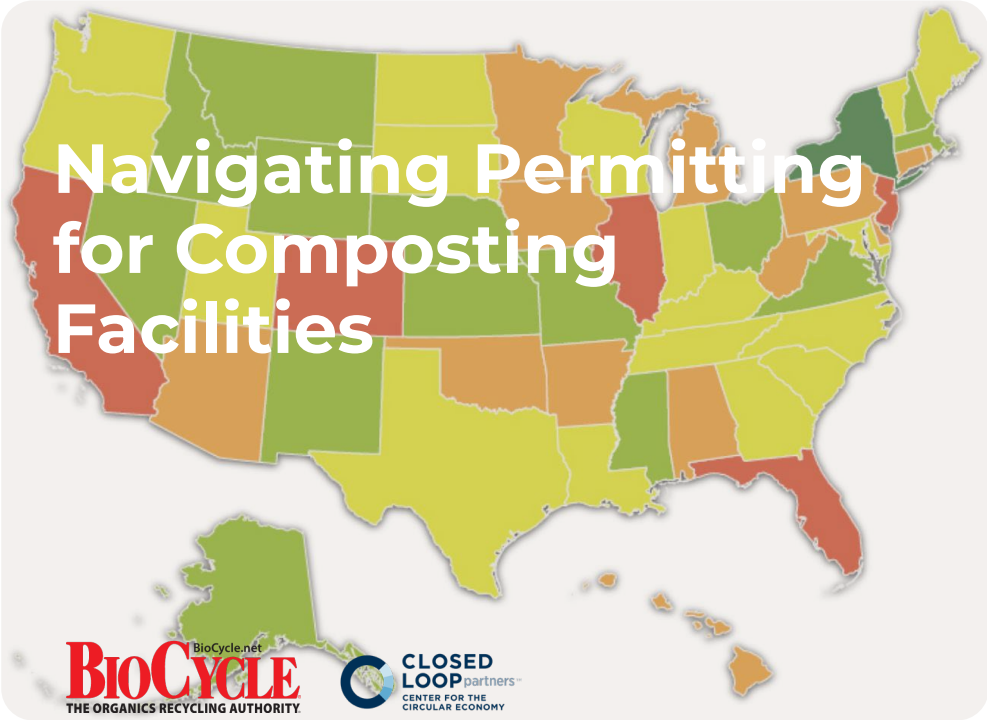 Navigating Permitting
for Composting
Facilities
BioCycle.net
BIOCYCLE
THE ORGANICS RECYCLING AUTHORITY
CLOSED
LOOP partners™
CENTER FOR THE
CIRCULAR ECONOMY